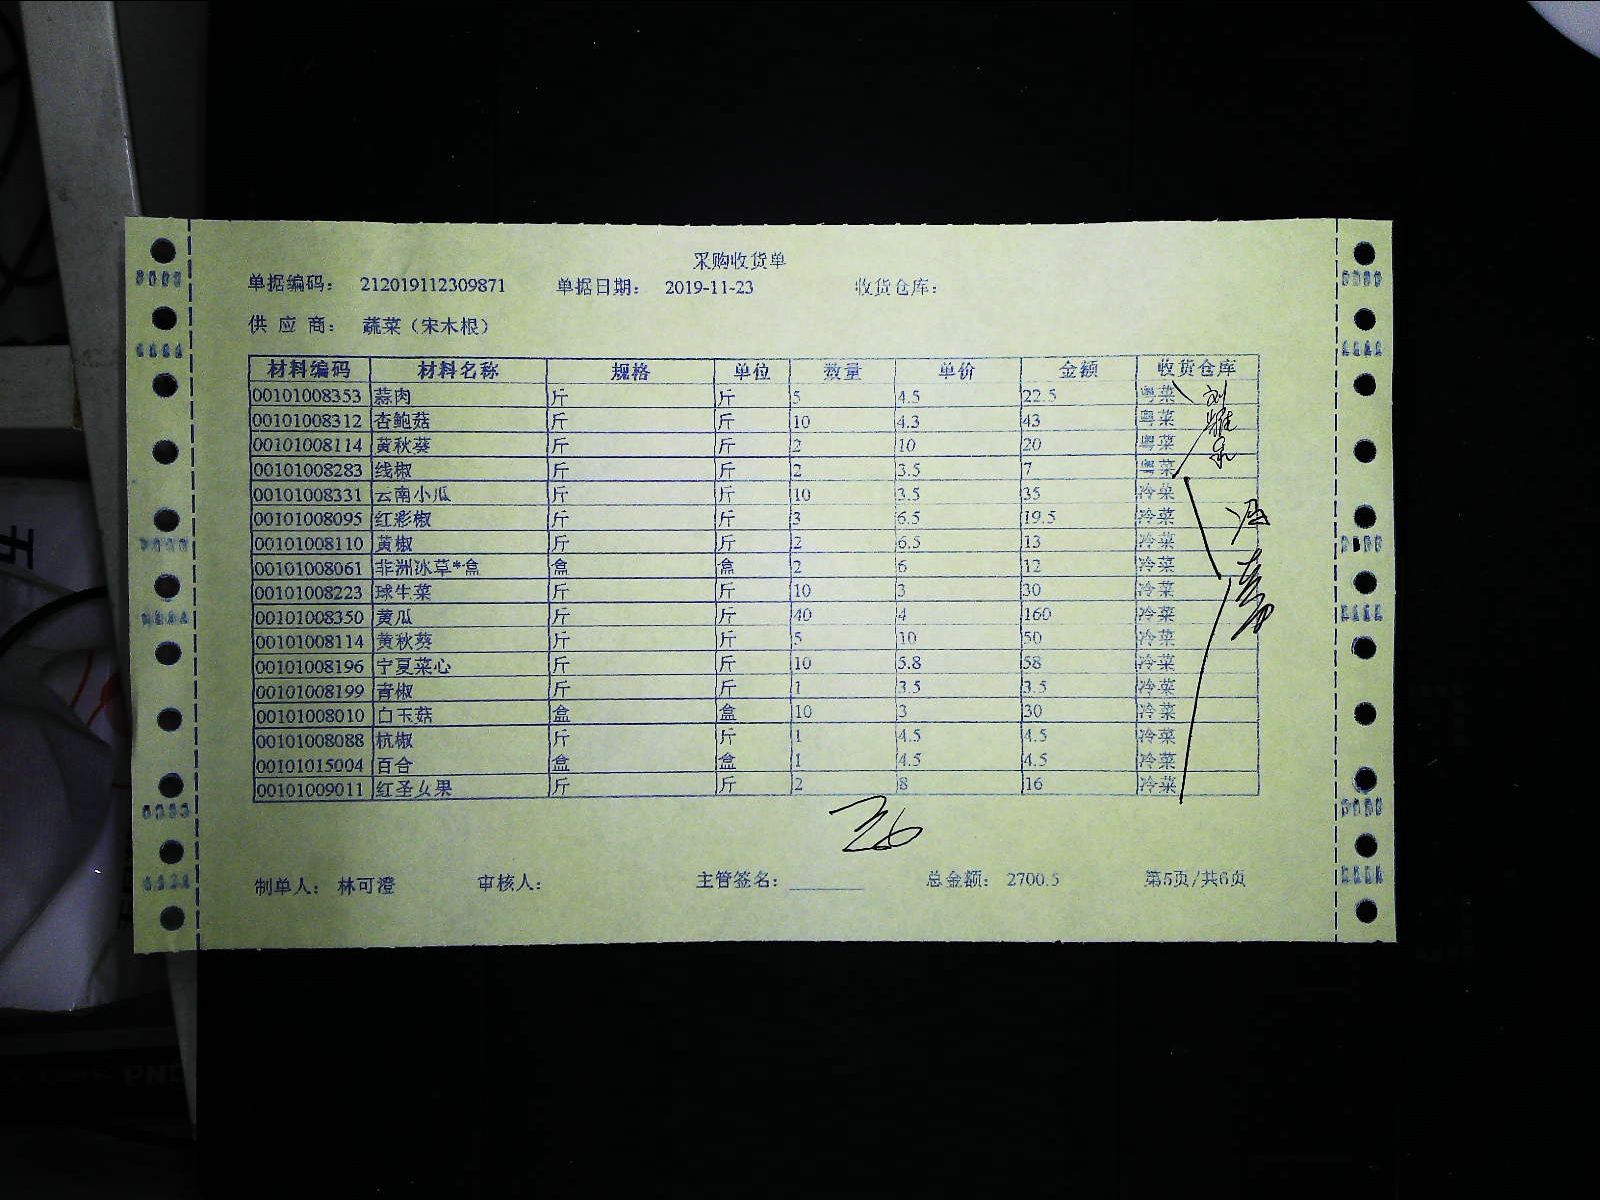 采购收货单
单据编码： 212019112309871 单据日期： 2019-11-23 收货仓库：
供 应 商： 蔬菜（宋木根）
材料编码 材料名称 规格 单位 数量 单价 金额 收货仓库
00101008353 蒜肉 斤 斤 5 4.5 22.5 粤菜
00101008312 杏鲍菇 斤 斤 10 4.3 43 粤菜
00101008114 黄秋葵 斤 斤 2 10 20 粤菜
00101008283 线椒 斤 斤 2 3.5 7 粤菜
00101008331 云南小瓜 斤 斤 10 3.5 35 冷菜
00101008095 红彩椒 斤 斤 3 6.5 19.5 冷菜
00101008110 黄椒 斤 斤 2 6.5 13 冷菜
00101008061 非洲冰草*盒 盒 盒 2 6 12 冷菜
00101008223 球生菜 斤 斤 10 3 30 冷菜
00101008350 黄瓜 斤 斤 40 4 160 冷菜
00101008114 黄秋葵 斤 斤 5 10 50 冷菜
00101008196 宁夏菜心 斤 斤 10 5.8 58 冷菜
00101008199 青椒 斤 斤 1 3.5 3.5 冷菜
00101008010 白玉菇 盒 盒 10 3 30 冷菜
00101008088 杭椒 斤 斤 1 4.5 4.5 冷菜
00101015004 百合 盒 盒 1 4.5 4.5 冷菜
00101009011 红圣女果 斤 斤 2 8 16 冷菜
制单人： 林可澄 审核人： 主管签名： 总金额： 2700.5 第5页/共6页